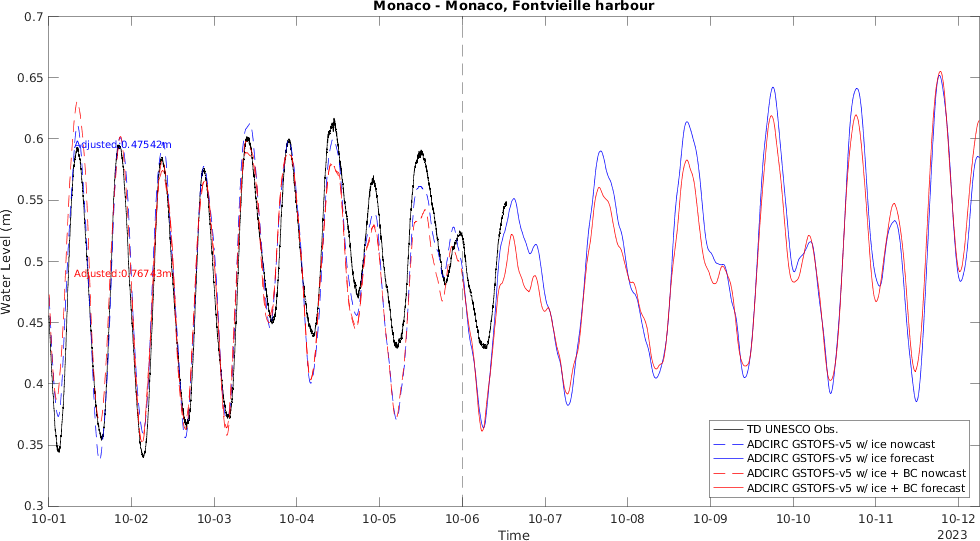 Monaco - Monaco, Fontvieille harbour
Water Level (m)
0.7
0.65
0.6
0.55
0.5
0.45
0.4
0.35
0.3
Adjusted:0.47542m
Adjusted:0.76743m
TD UNESCO Obs.
ADCIRC GSTOFS-v5 w/ ice nowcast
ADCIRC GSTOFS-v5 w/ ice forecast
ADCIRC GSTOFS-v5 w/ ice + BC nowcast
ADCIRC GSTOFS-v5 w/ ice + BC forecast
10-01 10-02 10-03 10-04 10-05 10-06 10-07 10-08 10-09 10-10 10-11 10-12
2023
Time